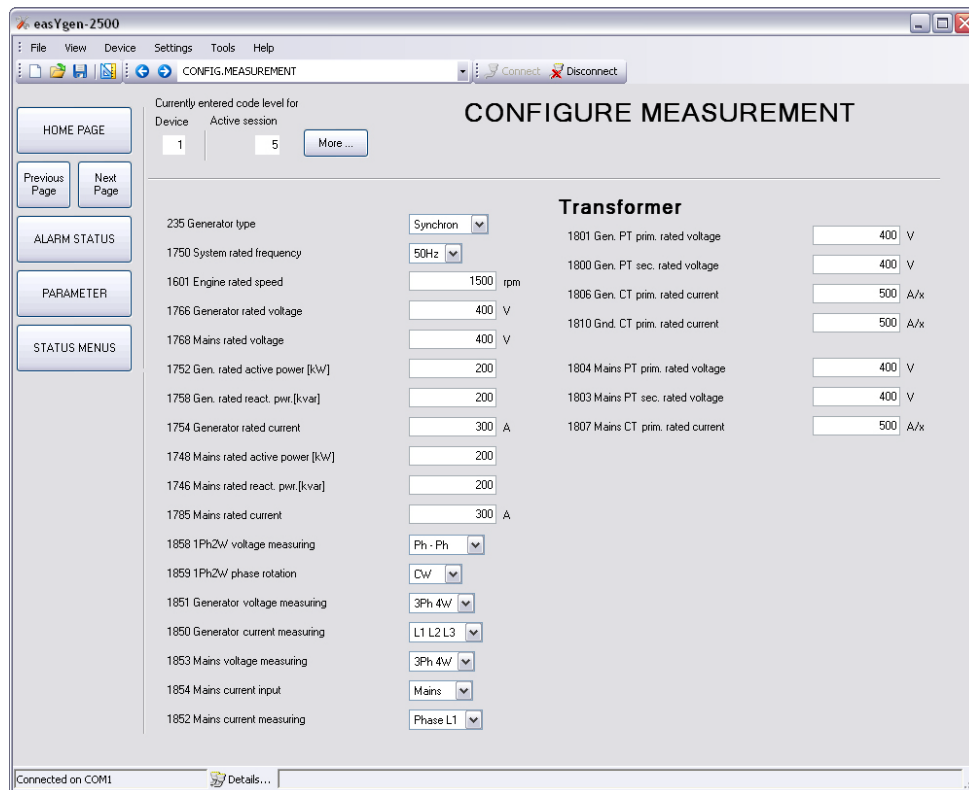 easYgen-2500
File View Device Settings Tools Help
CONFIG.MEASUREMENT Connect Disconnect
HOME PAGE
Previous Page
Next Page
ALARM STATUS
PARAMETER
STATUS MENUS
Currently entered code level for
Device Active session
1 5 More ...
CONFIGURE MEASUREMENT
235 Generator type Synchron
1750 System rated frequency 50Hz
1601 Engine rated speed 1500 rpm
1766 Generator rated voltage 400 V
1768 Mains rated voltage 400 V
1752 Gen. rated active power [kW] 200
1758 Gen. rated react. pwr.[kvar] 200
1754 Generator rated current 300 A
1748 Mains rated active power [kW] 200
1746 Mains rated react. pwr.[kvar] 200
1785 Mains rated current 300 A
1858 1Ph2W voltage measuring Ph - Ph
1859 1Ph2W phase rotation CW
1851 Generator voltage measuring 3Ph 4W
1850 Generator current measuring L1 L2 L3
1853 Mains voltage measuring 3Ph 4W
1854 Mains current input Mains
1852 Mains current measuring Phase L1
Transformer
1801 Gen. PT prim. rated voltage 400 V
1800 Gen. PT sec. rated voltage 400 V
1806 Gen. CT prim. rated current 500 A/x
1810 Gnd. CT prim. rated current 500 A/x
1804 Mains PT prim. rated voltage 400 V
1803 Mains PT sec. rated voltage 400 V
1807 Mains CT prim. rated current 500 A/x
Connected on COM1 Details...